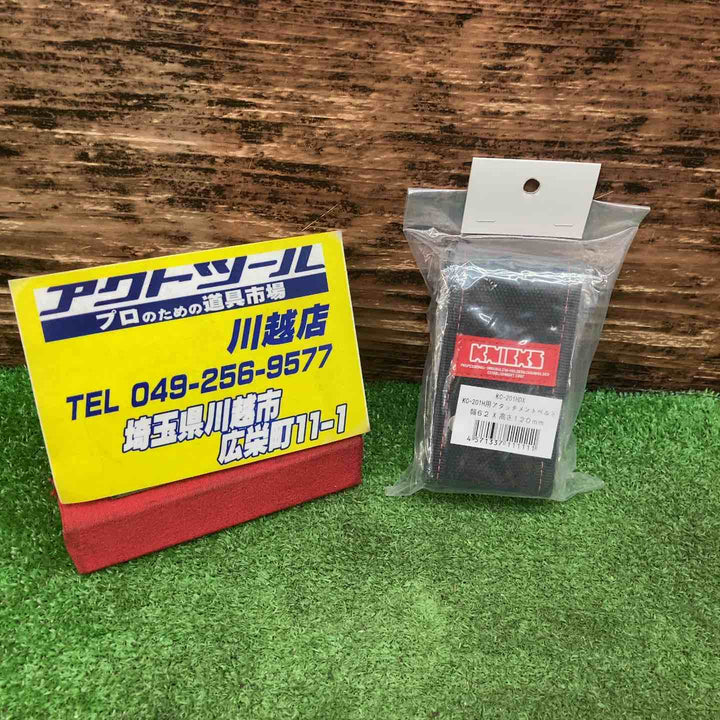 アクトツール
プロのための道具市場
川越店
TEL 049-256-9577
埼玉県川越市
広栄町11-1
KNICKS
KC-201HDX
KC-201H用アタッチメントベルト
幅62X高さ120mm
4571337111111